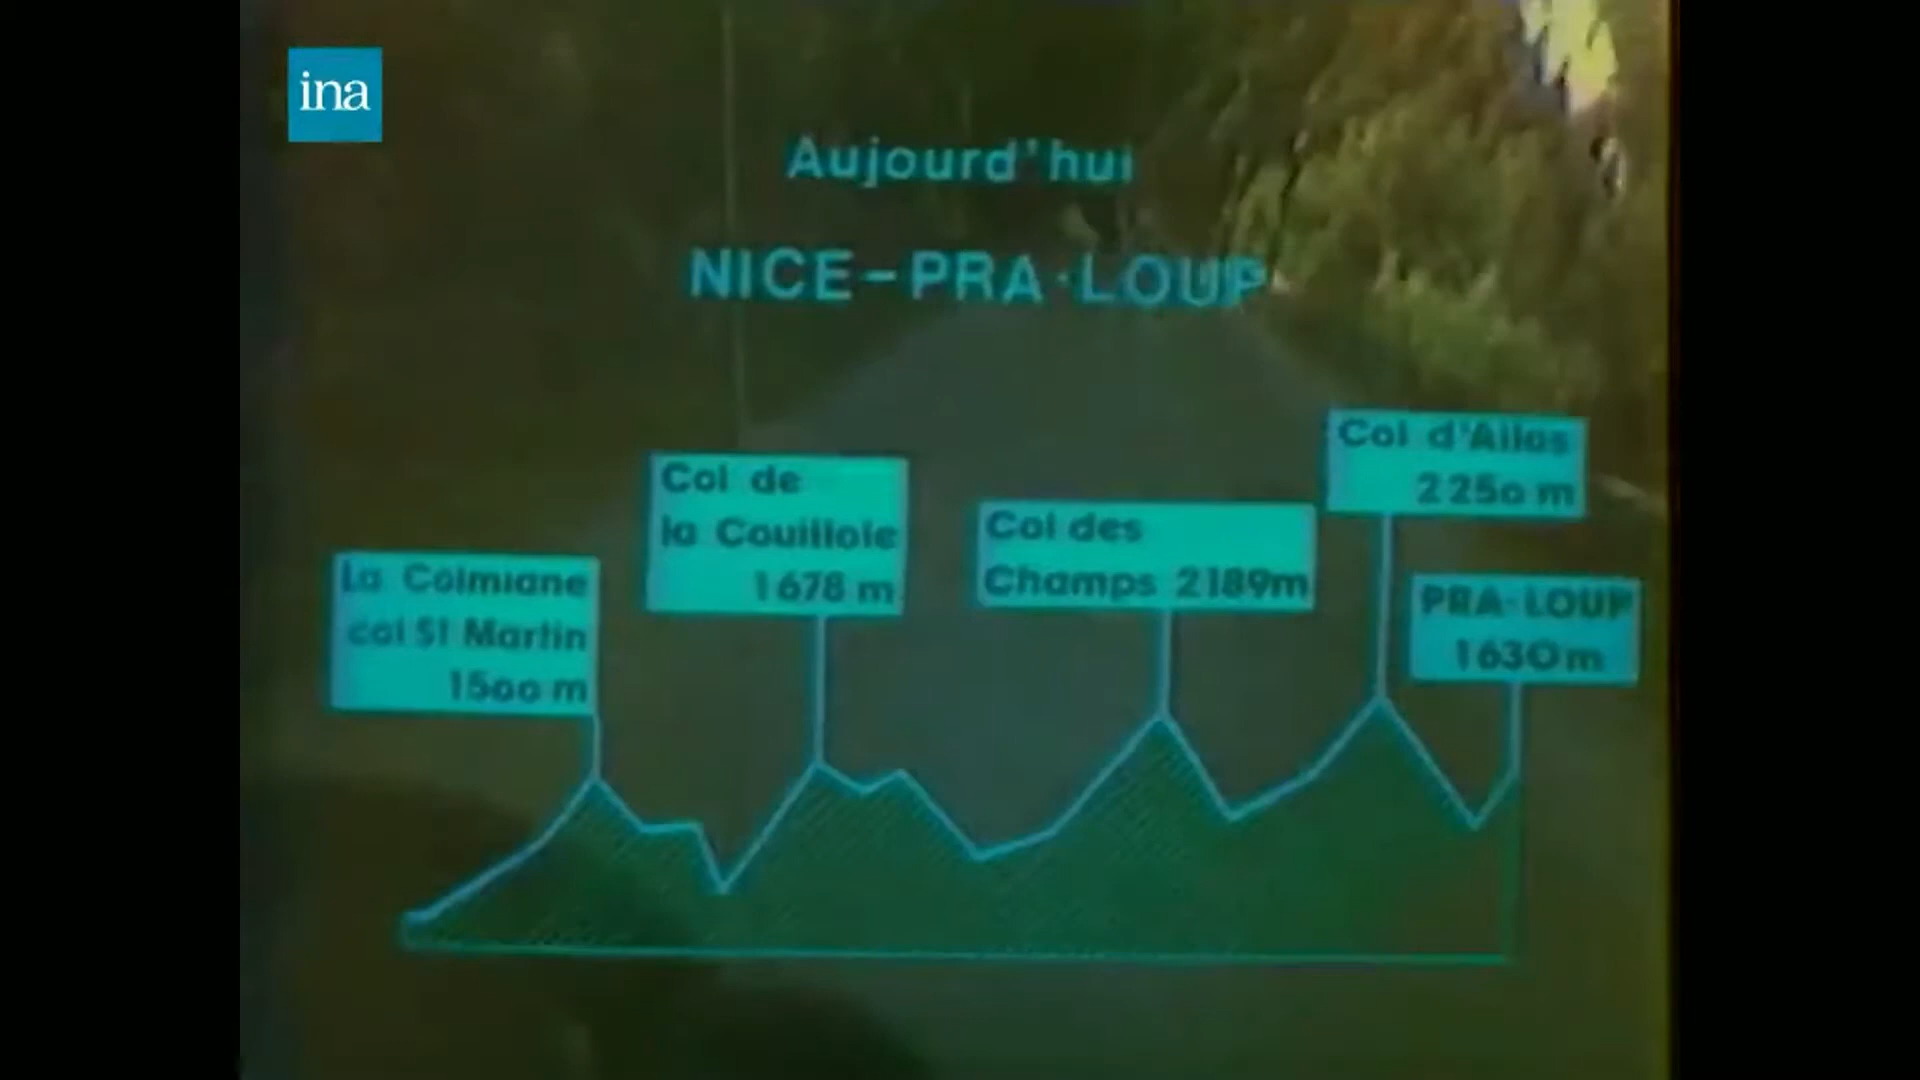 ina
Aujourd'hui
NICE-PRA·LOUP
Col d'Allos
2250 m
Col de
la Couillole
1678 m
Col des
Champs 2189m
La Colmiane
col St Martin
1500 m
PRA·LOUP
1630m